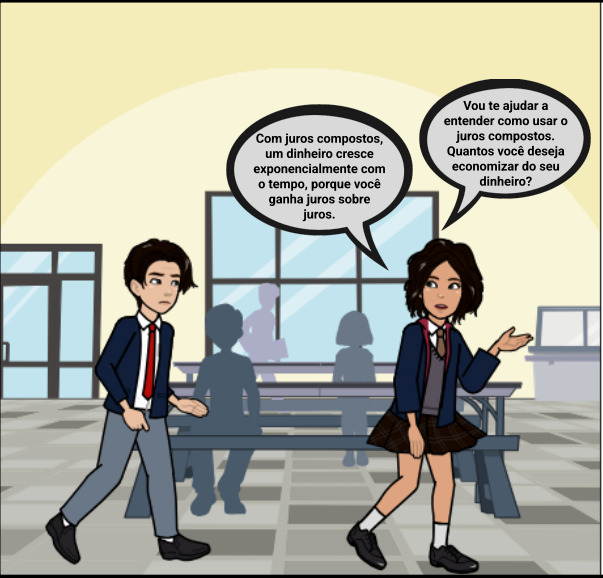 Com juros compostos,
um dinheiro cresce
exponencialmente com
o tempo, porque você
ganha juros sobre
juros.
Vou te ajudar a
entender como usar o
juros compostos.
Quantos você deseja
economizar do seu
dinheiro?